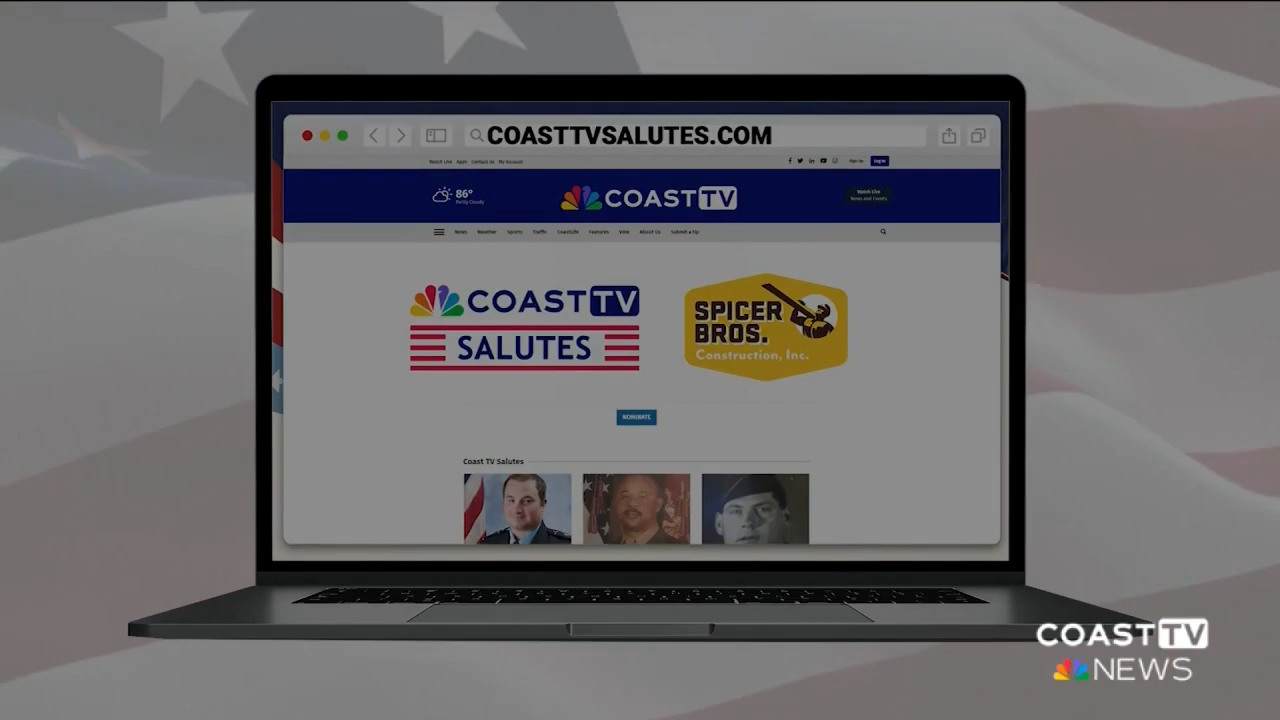 COASTTVSALUTES.COM
Watch Live Apps Contact Us My Account
Sign Up Log In
86°
Partly Cloudy
COAST TV
Watch Live
News and Events
News Weather Sports Traffic CoastLife Features Vote About Us Submit a tip
COAST TV
SALUTES
SPICER
BROS.
Construction, Inc.
NOMINATE
Coast TV Salutes
COAST TV
NEWS